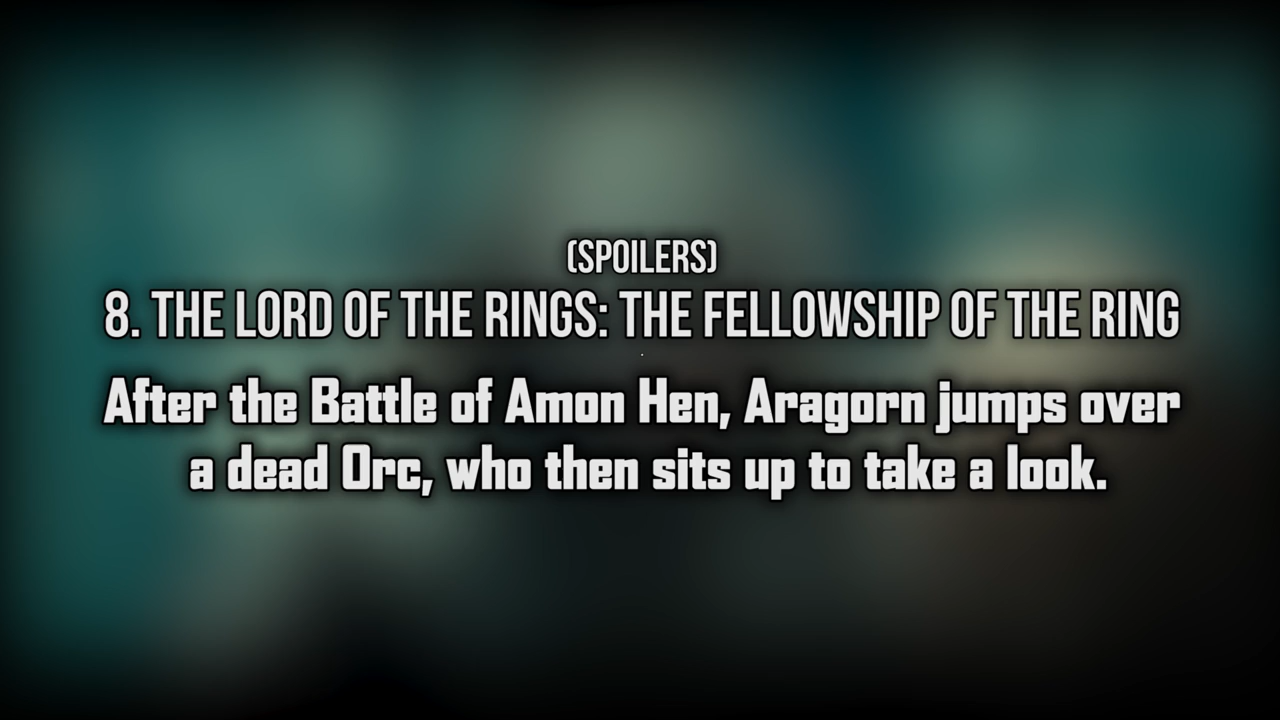 (SPOILERS)
8. THE LORD OF THE RINGS: THE FELLOWSHIP OF THE RING
After the Battle of Amon Hen, Aragorn jumps over
a dead Orc, who then sits up to take a look.